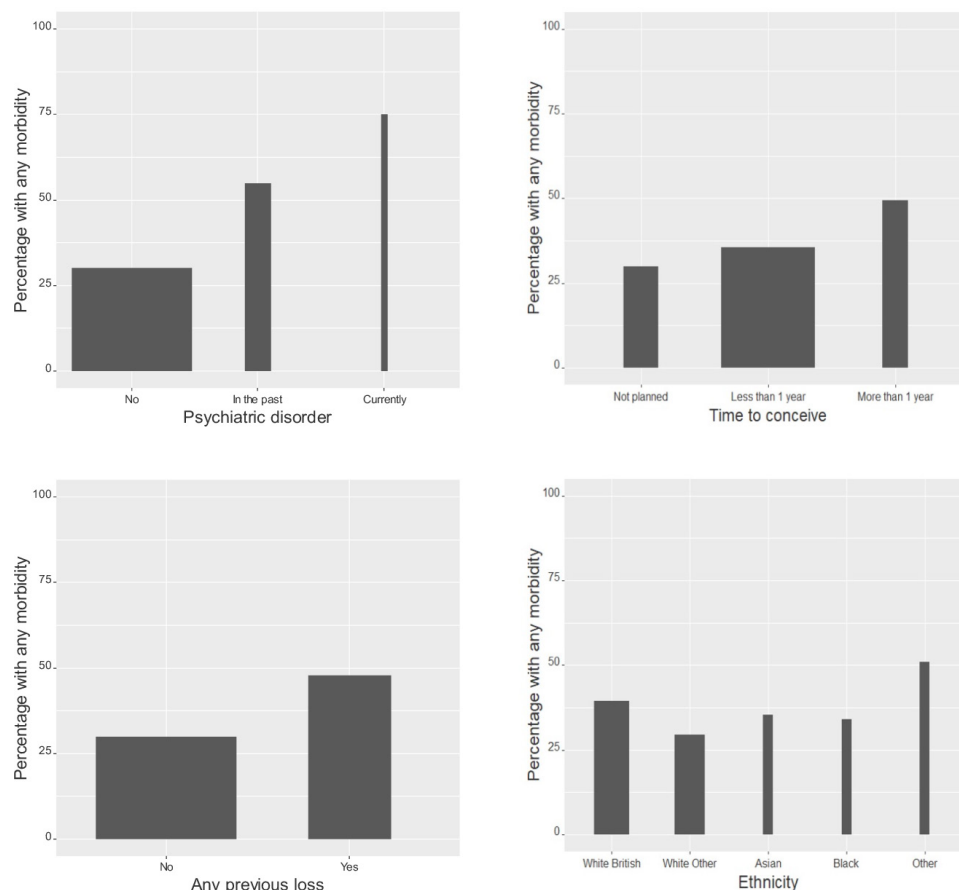 Percentage with any morbidity
100
75
50
25
0
No In the past Currently
Psychiatric disorder
Percentage with any morbidity
100
75
50
25
0
Not planned Less than 1 year More than 1 year
Time to conceive
Percentage with any morbidity
100
75
50
25
0
No Yes
Any previous loss
Percentage with any morbidity
100
75
50
25
0
White British White Other Asian Black Other
Ethnicity